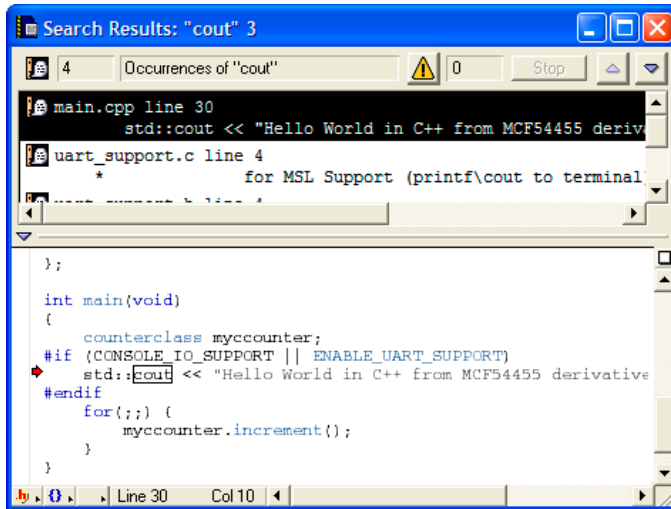 Search Results: "cout" 3
4 Occurrences of "cout" 0 Stop
main.cpp line 30
std::cout << "Hello World in C++ from MCF54455 deriva
uart_support.c line 4
* for MSL Support (printf\cout to terminal
};
int main(void)
{
counterclass myccounter;
#if (CONSOLE_IO_SUPPORT || ENABLE_UART_SUPPORT)
std::cout << "Hello World in C++ from MCF54455 derivative
#endif
for(;;) {
myccounter.increment();
}
}
Line 30 Col 10